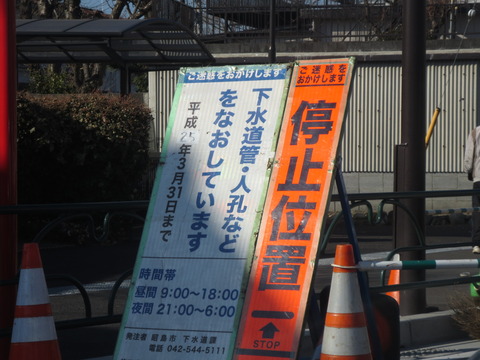 ご迷惑をおかけします
下水道管・人孔など
をなおしています
平成25年3月31日まで
時間帯
昼間 9:00〜18:00
夜間 21:00〜6:00
発注者 昭島市 下水道課
電話 042-544-5111
ご迷惑を
おかけします
停止位置
STOP